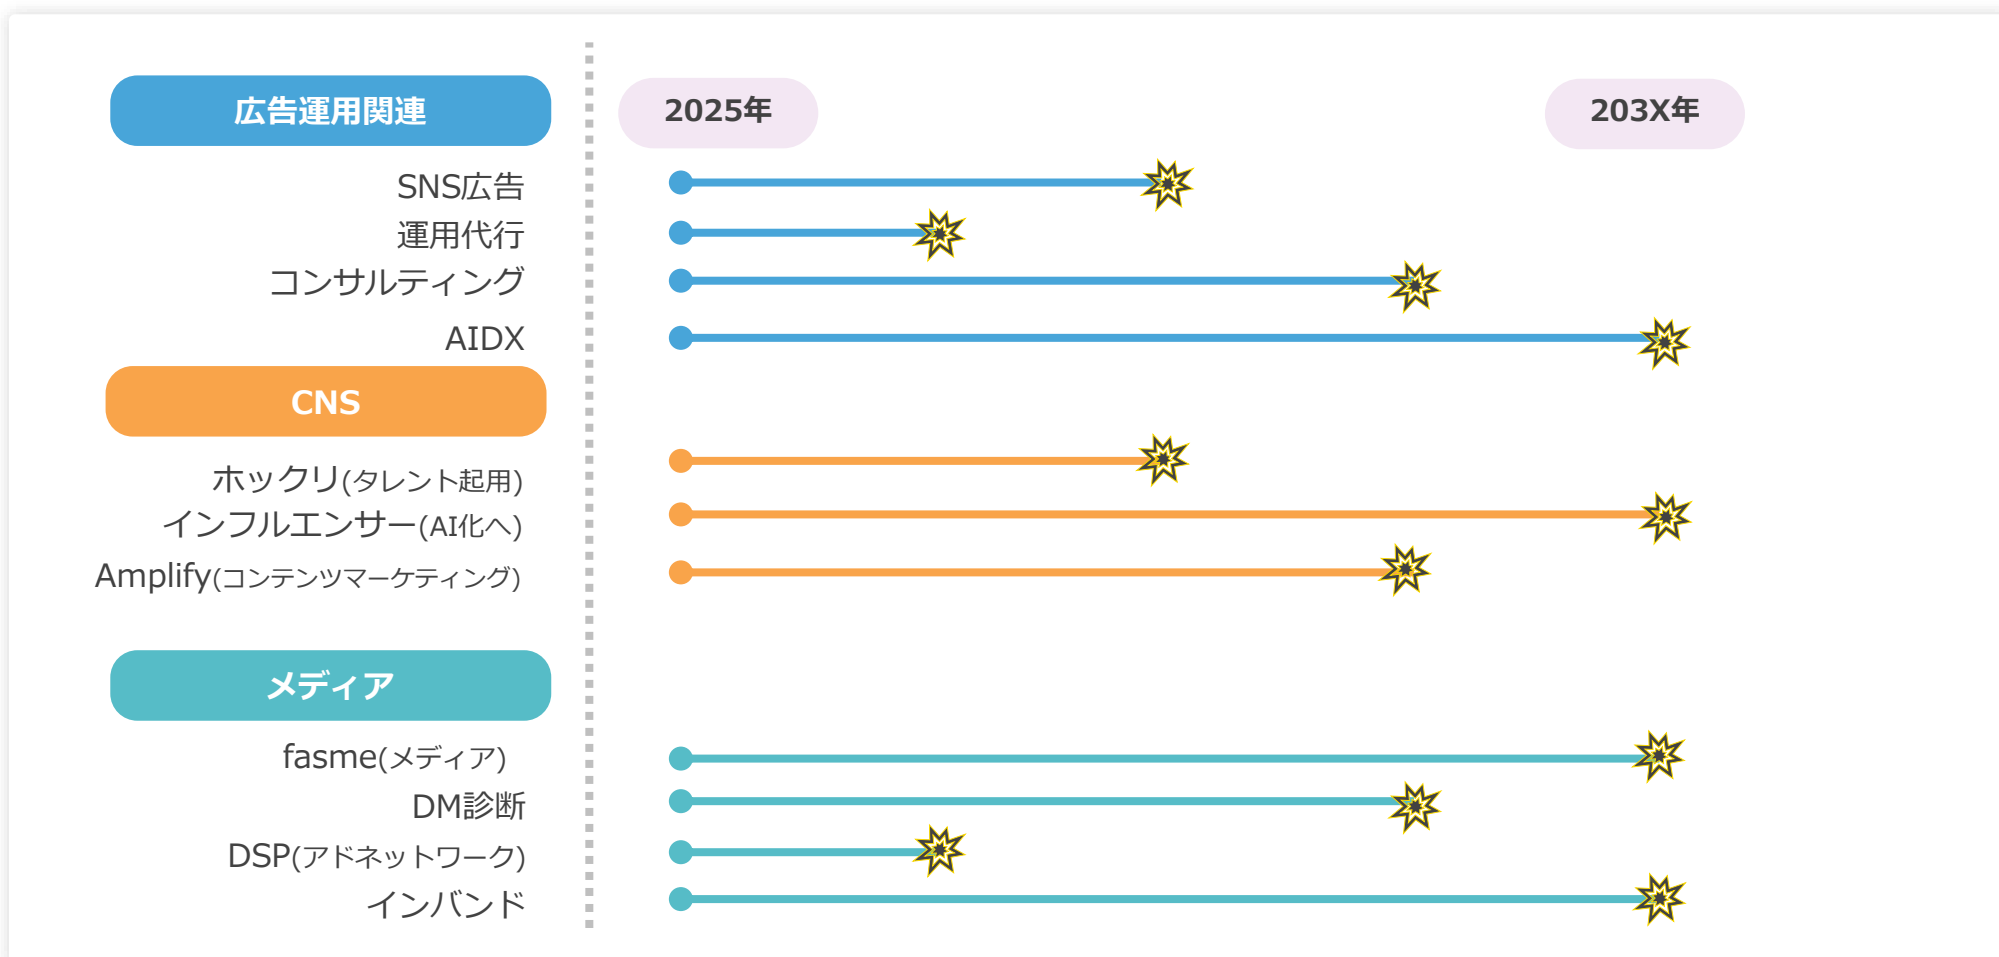 広告運用関連
2025年
203X年
SNS広告
運用代行
コンサルティング
AIDX
CNS
ホックリ(タレント起用)
インフルエンサー(AI化へ)
Amplify(コンテンツマーケティング)
メディア
fasme(メディア)
DM診断
DSP(アドネットワーク)
インバンド